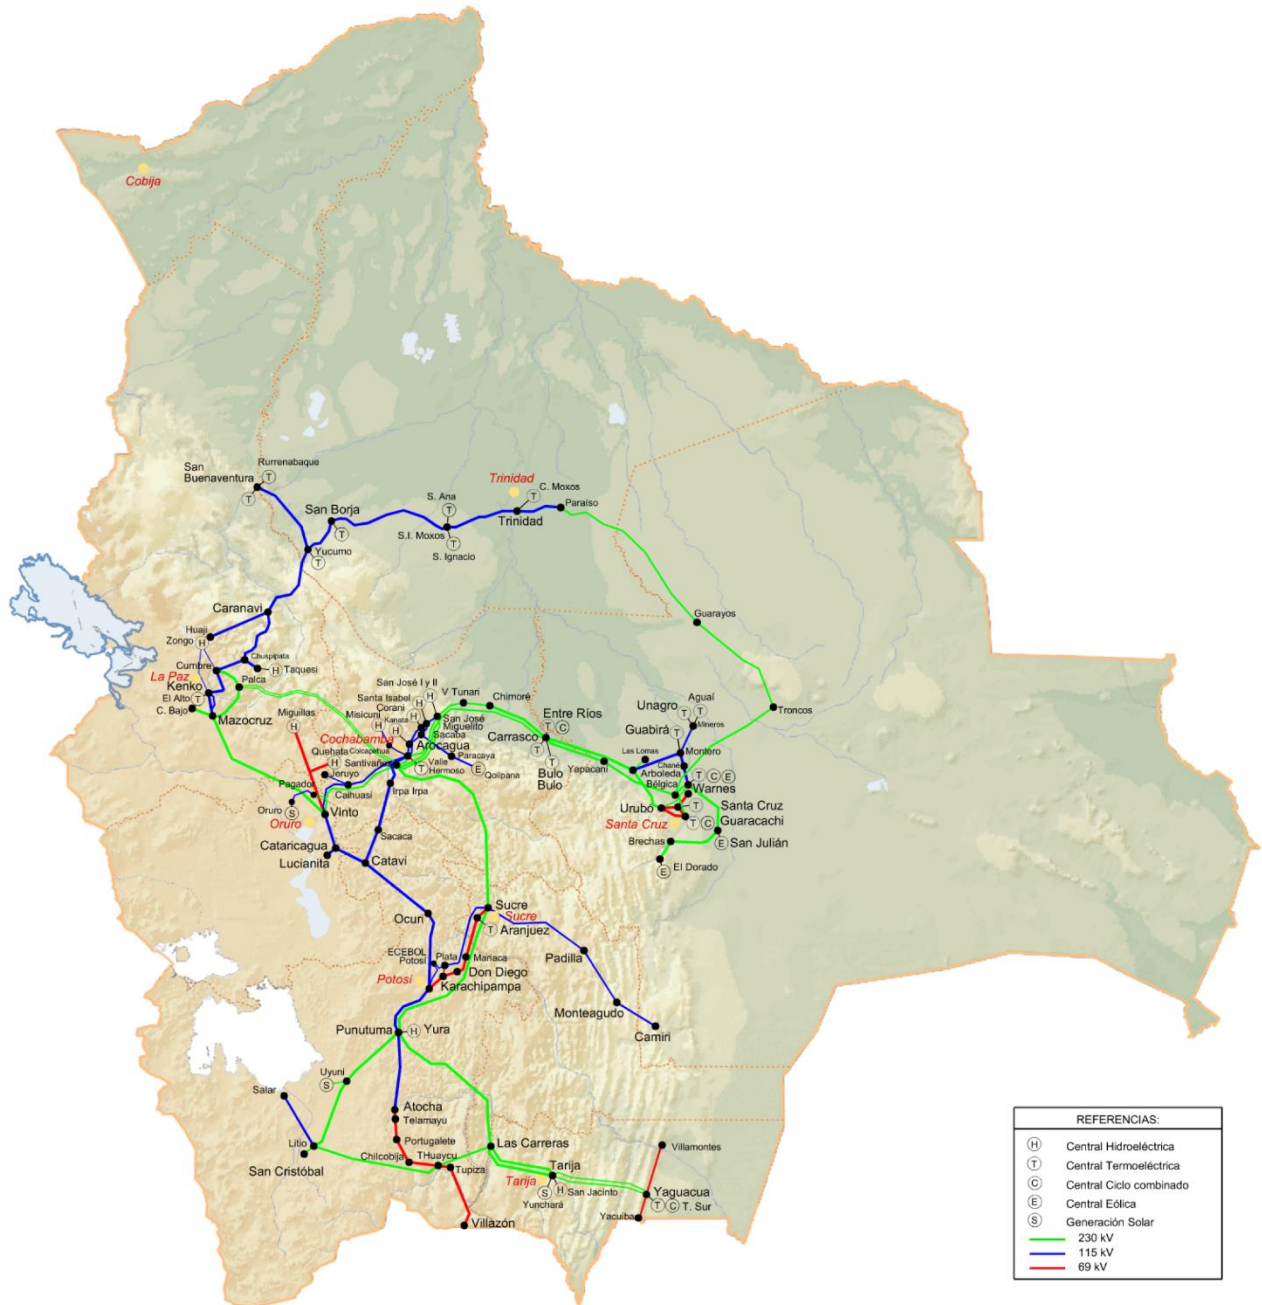 Cobija
San
Buenaventura
Rurrenabaque
T
T
San Borja
T
Yucumo
T
S. Ana
T
S.I. Moxos
T
S. Ignacio
Trinidad
C. Moxos
T
Trinidad
Paraíso
Guarayos
Troncos
Caranavi
Huaji
Zongo
H
Chuspipata
H
Taquesi
Cumbre
La Paz
Palca
Kenko
El Alto
T
C. Bajo
Mazocruz
Miguillas
H
Quehata
H
Jeruyo
Pagador
Caihuasi
Oruro
S
Oruro
Vinto
Cataricagua
Lucianita
Catavi
Sacaca
Irpa Irpa
San José I y II
H
H
Santa Isabel
Corani
H
Misicuni
Kanata
H
H
Cochabamba
Colcapirhua
Santivañez
San José
Miguelito
Sacaba
Arocagua
Valle
Hermoso
T
Paracaya
E
Qollpana
V Tunari
Chimoré
Entre Ríos
T
C
Carrasco
T
T
Bulo
Bulo
Yapacaní
Las Lomas
Arboleda
Bélgica
Unagro
T
Aguaí
T
Mineros
Guabirá
T
Montero
Chané
T
C
E
Warnes
Urubó
T
Santa Cruz
Santa Cruz
T
C
Guaracachi
E
San Julián
Brechas
E
El Dorado
Ocurí
Sucre
Sucre
T
Aranjuez
ECEBOL
Potosí
Plata
Mariaca
Don Diego
Potosi
Karachipampa
Padilla
Monteagudo
Camiri
Punutuma
H
Yura
Uyuni
S
Salar
Litio
San Cristóbal
Atocha
Telamayu
Portugalete
Chilcobija
THuaycu
Tupiza
Villazón
Las Carreras
Tarija
Tarija
S
H
San Jacinto
Yunchará
Villamontes
Yaguacua
T
C
T. Sur
Yacuiba
REFERENCIAS:
H Central Hidroeléctrica
T Central Termoeléctrica
C Central Ciclo combinado
E Central Eólica
S Generación Solar
230 kV
115 kV
69 kV